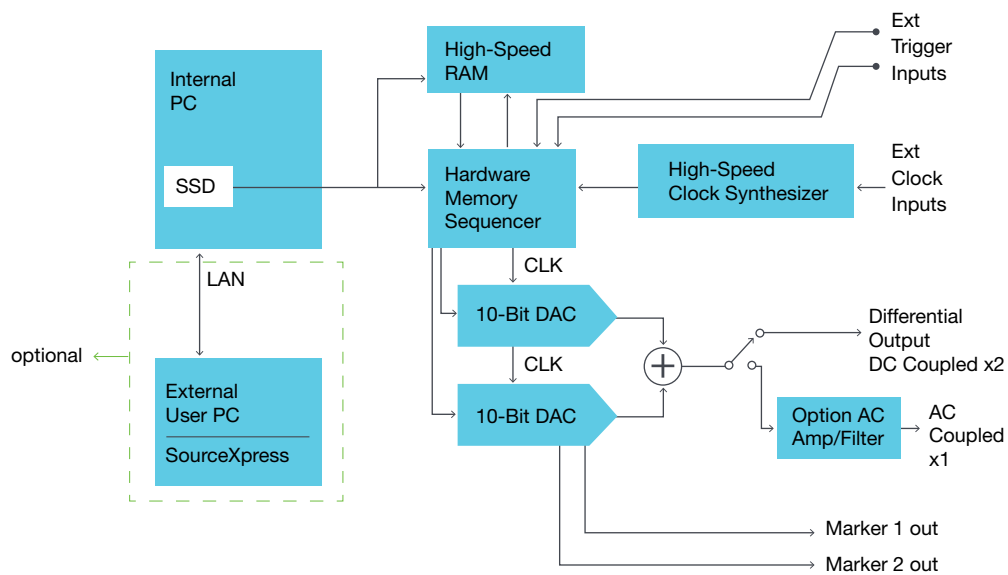 Internal
PC
SSD
High-Speed
RAM
Ext
Trigger
Inputs
Hardware
Memory
Sequencer
High-Speed
Clock Synthesizer
Ext
Clock
Inputs
LAN
CLK
10-Bit DAC
CLK
10-Bit DAC
Differential
Output
DC Coupled x2
optional
External
User PC
SourceXpress
Option AC
Amp/Filter
AC
Coupled
x1
Marker 1 out
Marker 2 out